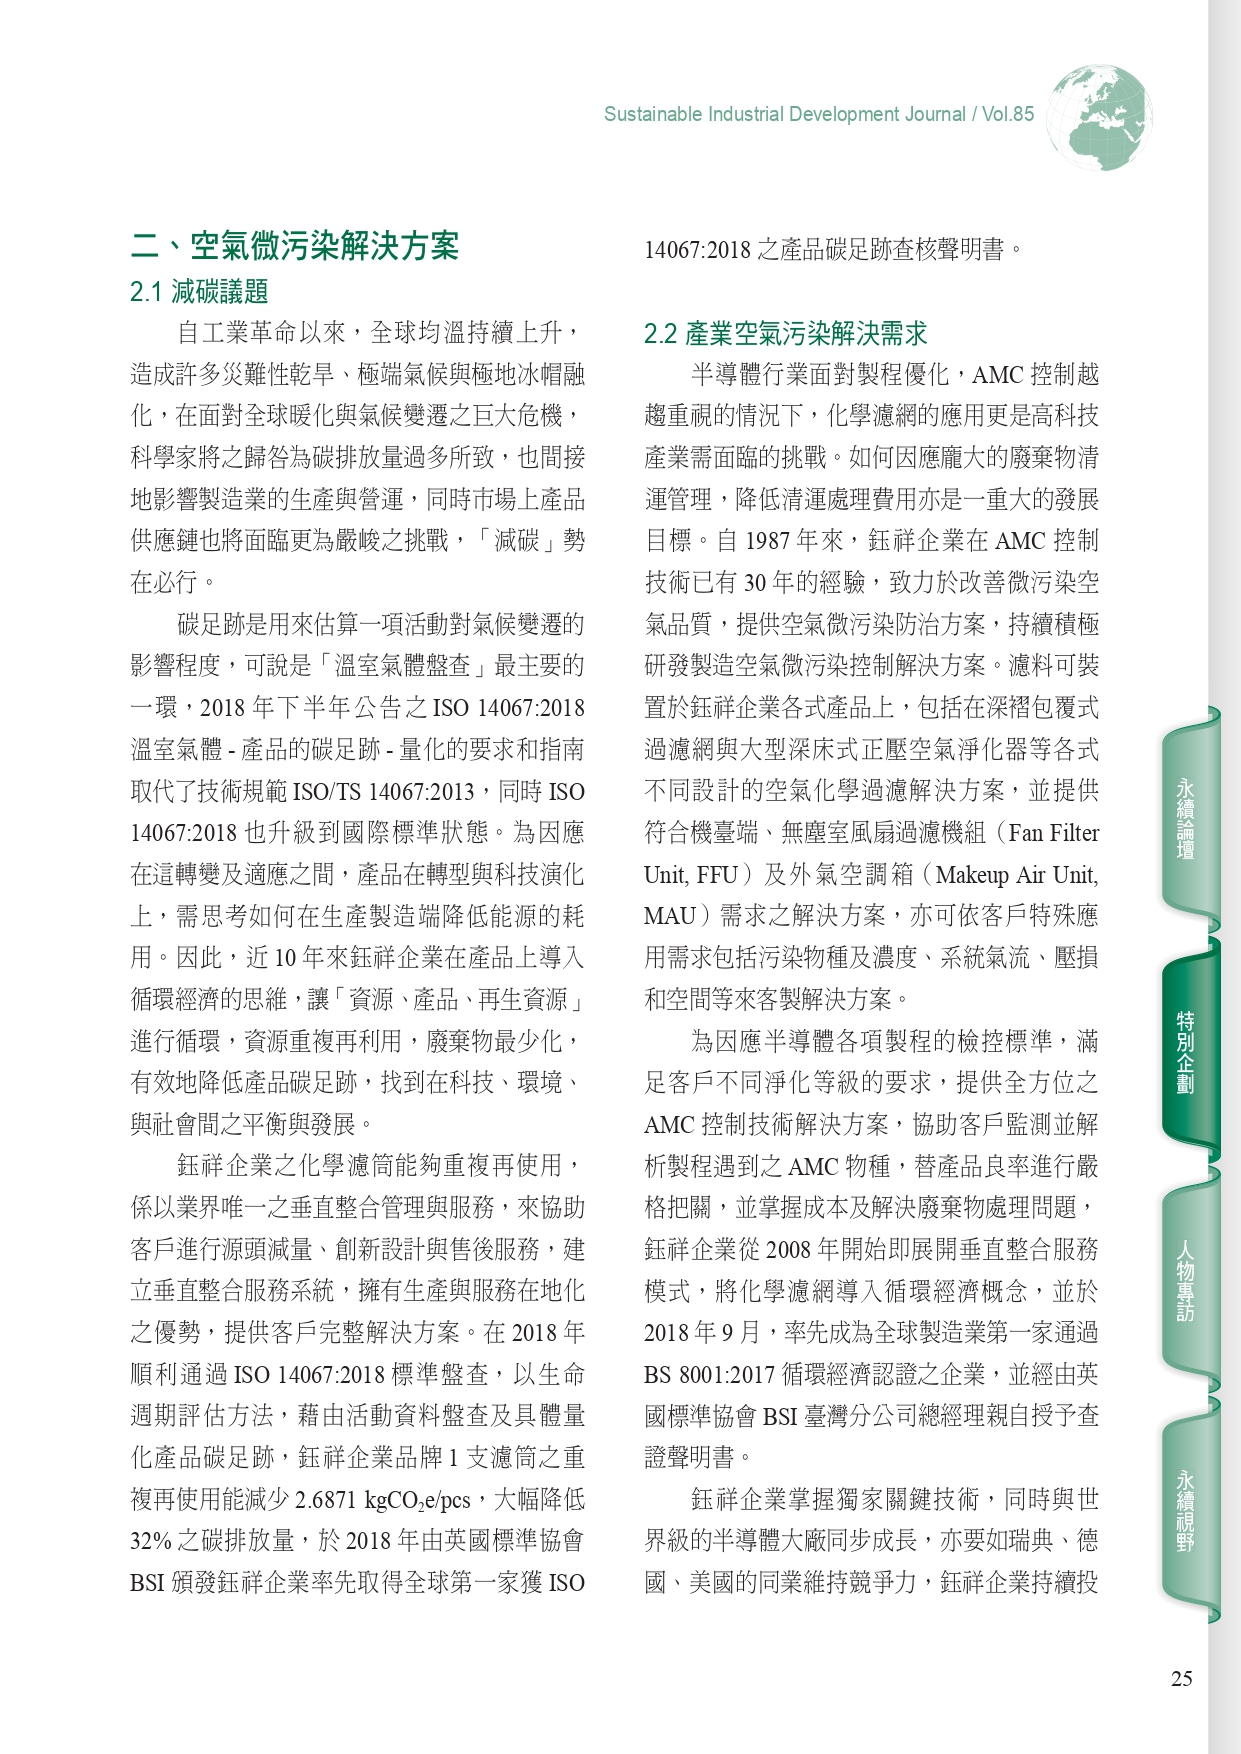 Sustainable Industrial Development Journal / Vol.85
二、空氣微污染解決方案
2.1 減碳議題
自工業革命以來，全球均溫持續上升，
造成許多災難性乾旱、極端氣候與極地冰帽融
化，在面對全球暖化與氣候變遷之巨大危機，
科學家將之歸咎為碳排放量過多所致，也間接
地影響製造業的生產與營運，同時市場上產品
供應鏈也將面臨更為嚴峻之挑戰，「減碳」勢
在必行。
碳足跡是用來估算一項活動對氣候變遷的
影響程度，可說是「溫室氣體盤查」最主要的
一環，2018 年下半年公告之 ISO 14067:2018
溫室氣體 - 產品的碳足跡 - 量化的要求和指南
取代了技術規範 ISO/TS 14067:2013，同時 ISO
14067:2018 也升級到國際標準狀態。為因應
在這轉變及適應之間，產品在轉型與科技演化
上，需思考如何在生產製造端降低能源的耗
用。因此，近 10 年來鈺祥企業在產品上導入
循環經濟的思維，讓「資源、產品、再生資源」
進行循環，資源重複再利用，廢棄物最少化，
有效地降低產品碳足跡，找到在科技、環境、
與社會間之平衡與發展。
鈺祥企業之化學濾筒能夠重複再使用，
係以業界唯一之垂直整合管理與服務，來協助
客戶進行源頭減量、創新設計與售後服務，建
立垂直整合服務系統，擁有生產與服務在地化
之優勢，提供客戶完整解決方案。在 2018 年
順利通過 ISO 14067:2018 標準盤查，以生命
週期評估方法，藉由活動資料盤查及具體量
化產品碳足跡，鈺祥企業品牌 1 支濾筒之重
複再使用能減少 2.6871 kgCO₂e/pcs，大幅降低
32% 之碳排放量，於 2018 年由英國標準協會
BSI 頒發鈺祥企業率先取得全球第一家獲 ISO
14067:2018 之產品碳足跡查核聲明書。
2.2 產業空氣污染解決需求
半導體行業面對製程優化，AMC 控制越
趨重視的情況下，化學濾網的應用更是高科技
產業需面臨的挑戰。如何因應龐大的廢棄物清
運管理，降低清運處理費用亦是一重大的發展
目標。自 1987 年來，鈺祥企業在 AMC 控制
技術已有 30 年的經驗，致力於改善微污染空
氣品質，提供空氣微污染防治方案，持續積極
研發製造空氣微污染控制解決方案。濾料可裝
置於鈺祥企業各式產品上，包括在深褶包覆式
過濾網與大型深床式正壓空氣淨化器等各式
不同設計的空氣化學過濾解決方案，並提供
符合機臺端、無塵室風扇過濾機組（Fan Filter
Unit, FFU）及外氣空調箱（Makeup Air Unit,
MAU）需求之解決方案，亦可依客戶特殊應
用需求包括污染物種及濃度、系統氣流、壓損
和空間等來客製解決方案。
為因應半導體各項製程的檢控標準，滿
足客戶不同淨化等級的要求，提供全方位之
AMC 控制技術解決方案，協助客戶監測並解
析製程遇到之 AMC 物種，替產品良率進行嚴
格把關，並掌握成本及解決廢棄物處理問題，
鈺祥企業從 2008 年開始即展開垂直整合服務
模式，將化學濾網導入循環經濟概念，並於
2018 年 9 月，率先成為全球製造業第一家通過
BS 8001:2017 循環經濟認證之企業，並經由英
國標準協會 BSI 臺灣分公司總經理親自授予查
證聲明書。
鈺祥企業掌握獨家關鍵技術，同時與世
界級的半導體大廠同步成長，亦要如瑞典、德
國、美國的同業維持競爭力，鈺祥企業持續投
永續論壇
特別企劃
人物專訪
永續視野
25